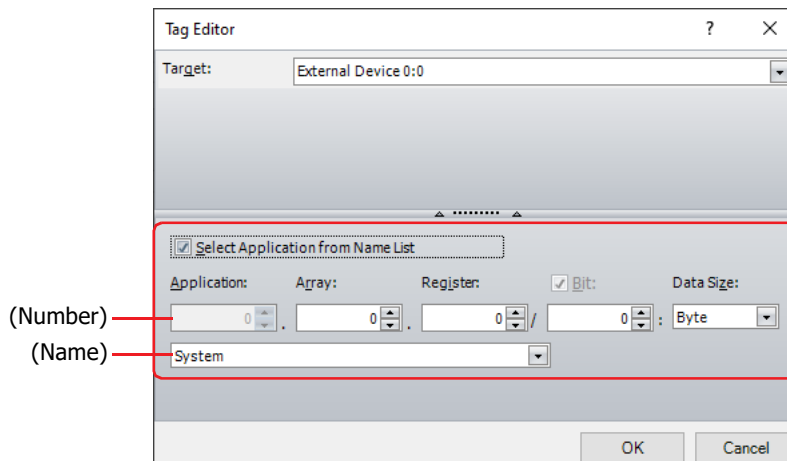 Tag Editor ?
Target: External Device 0:0
Select Application from Name List
Application: Array: Register: Bit: Data Size:
(Number) 0 . 0 . 0 / 0 : Byte
(Name) System
OK Cancel